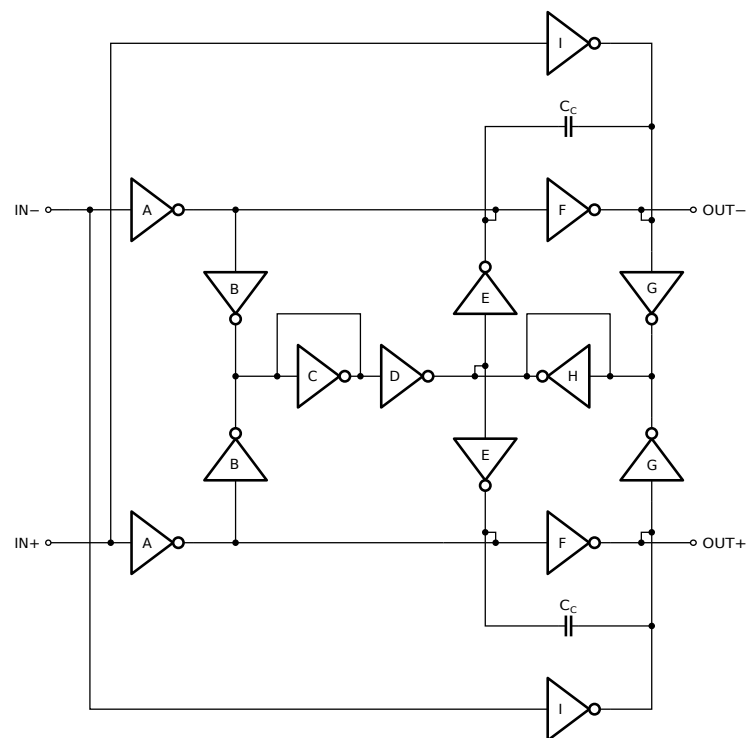 I
C_C
IN− A F OUT−
B E G
C D H
B E G
IN+ A F OUT+
C_C
I